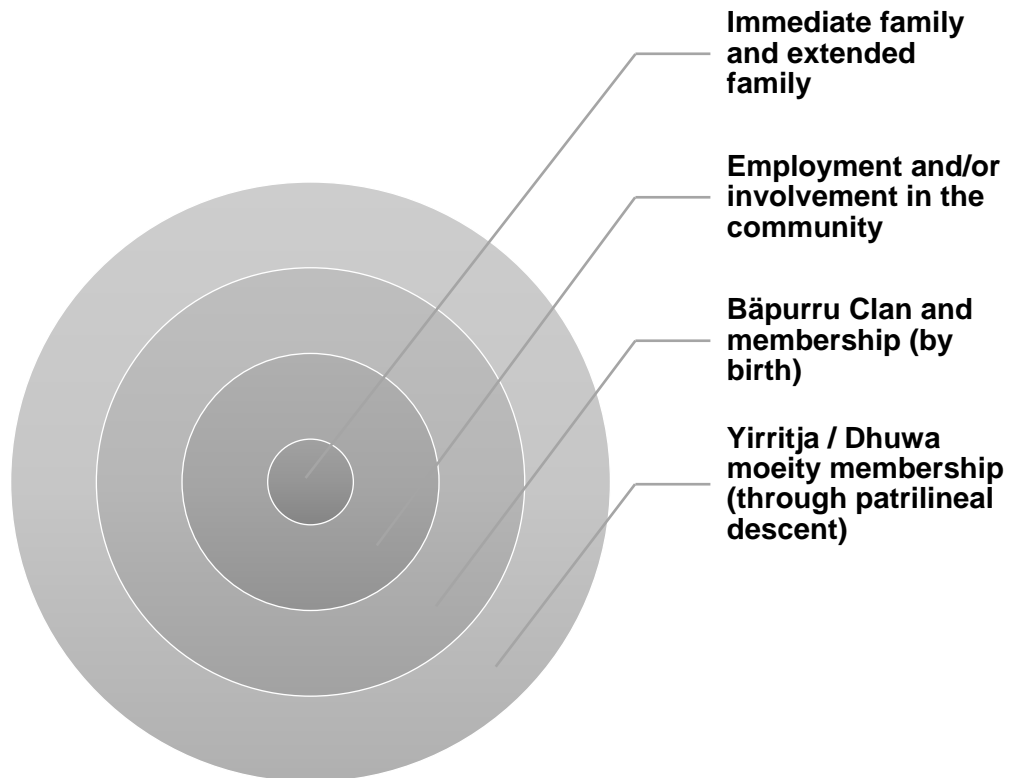 Immediate family
and extended
family
Employment and/or
involvement in the
community
Bäpurru Clan and
membership (by
birth)
Yirritja / Dhuwa
moeity membership
(through patrilineal
descent)